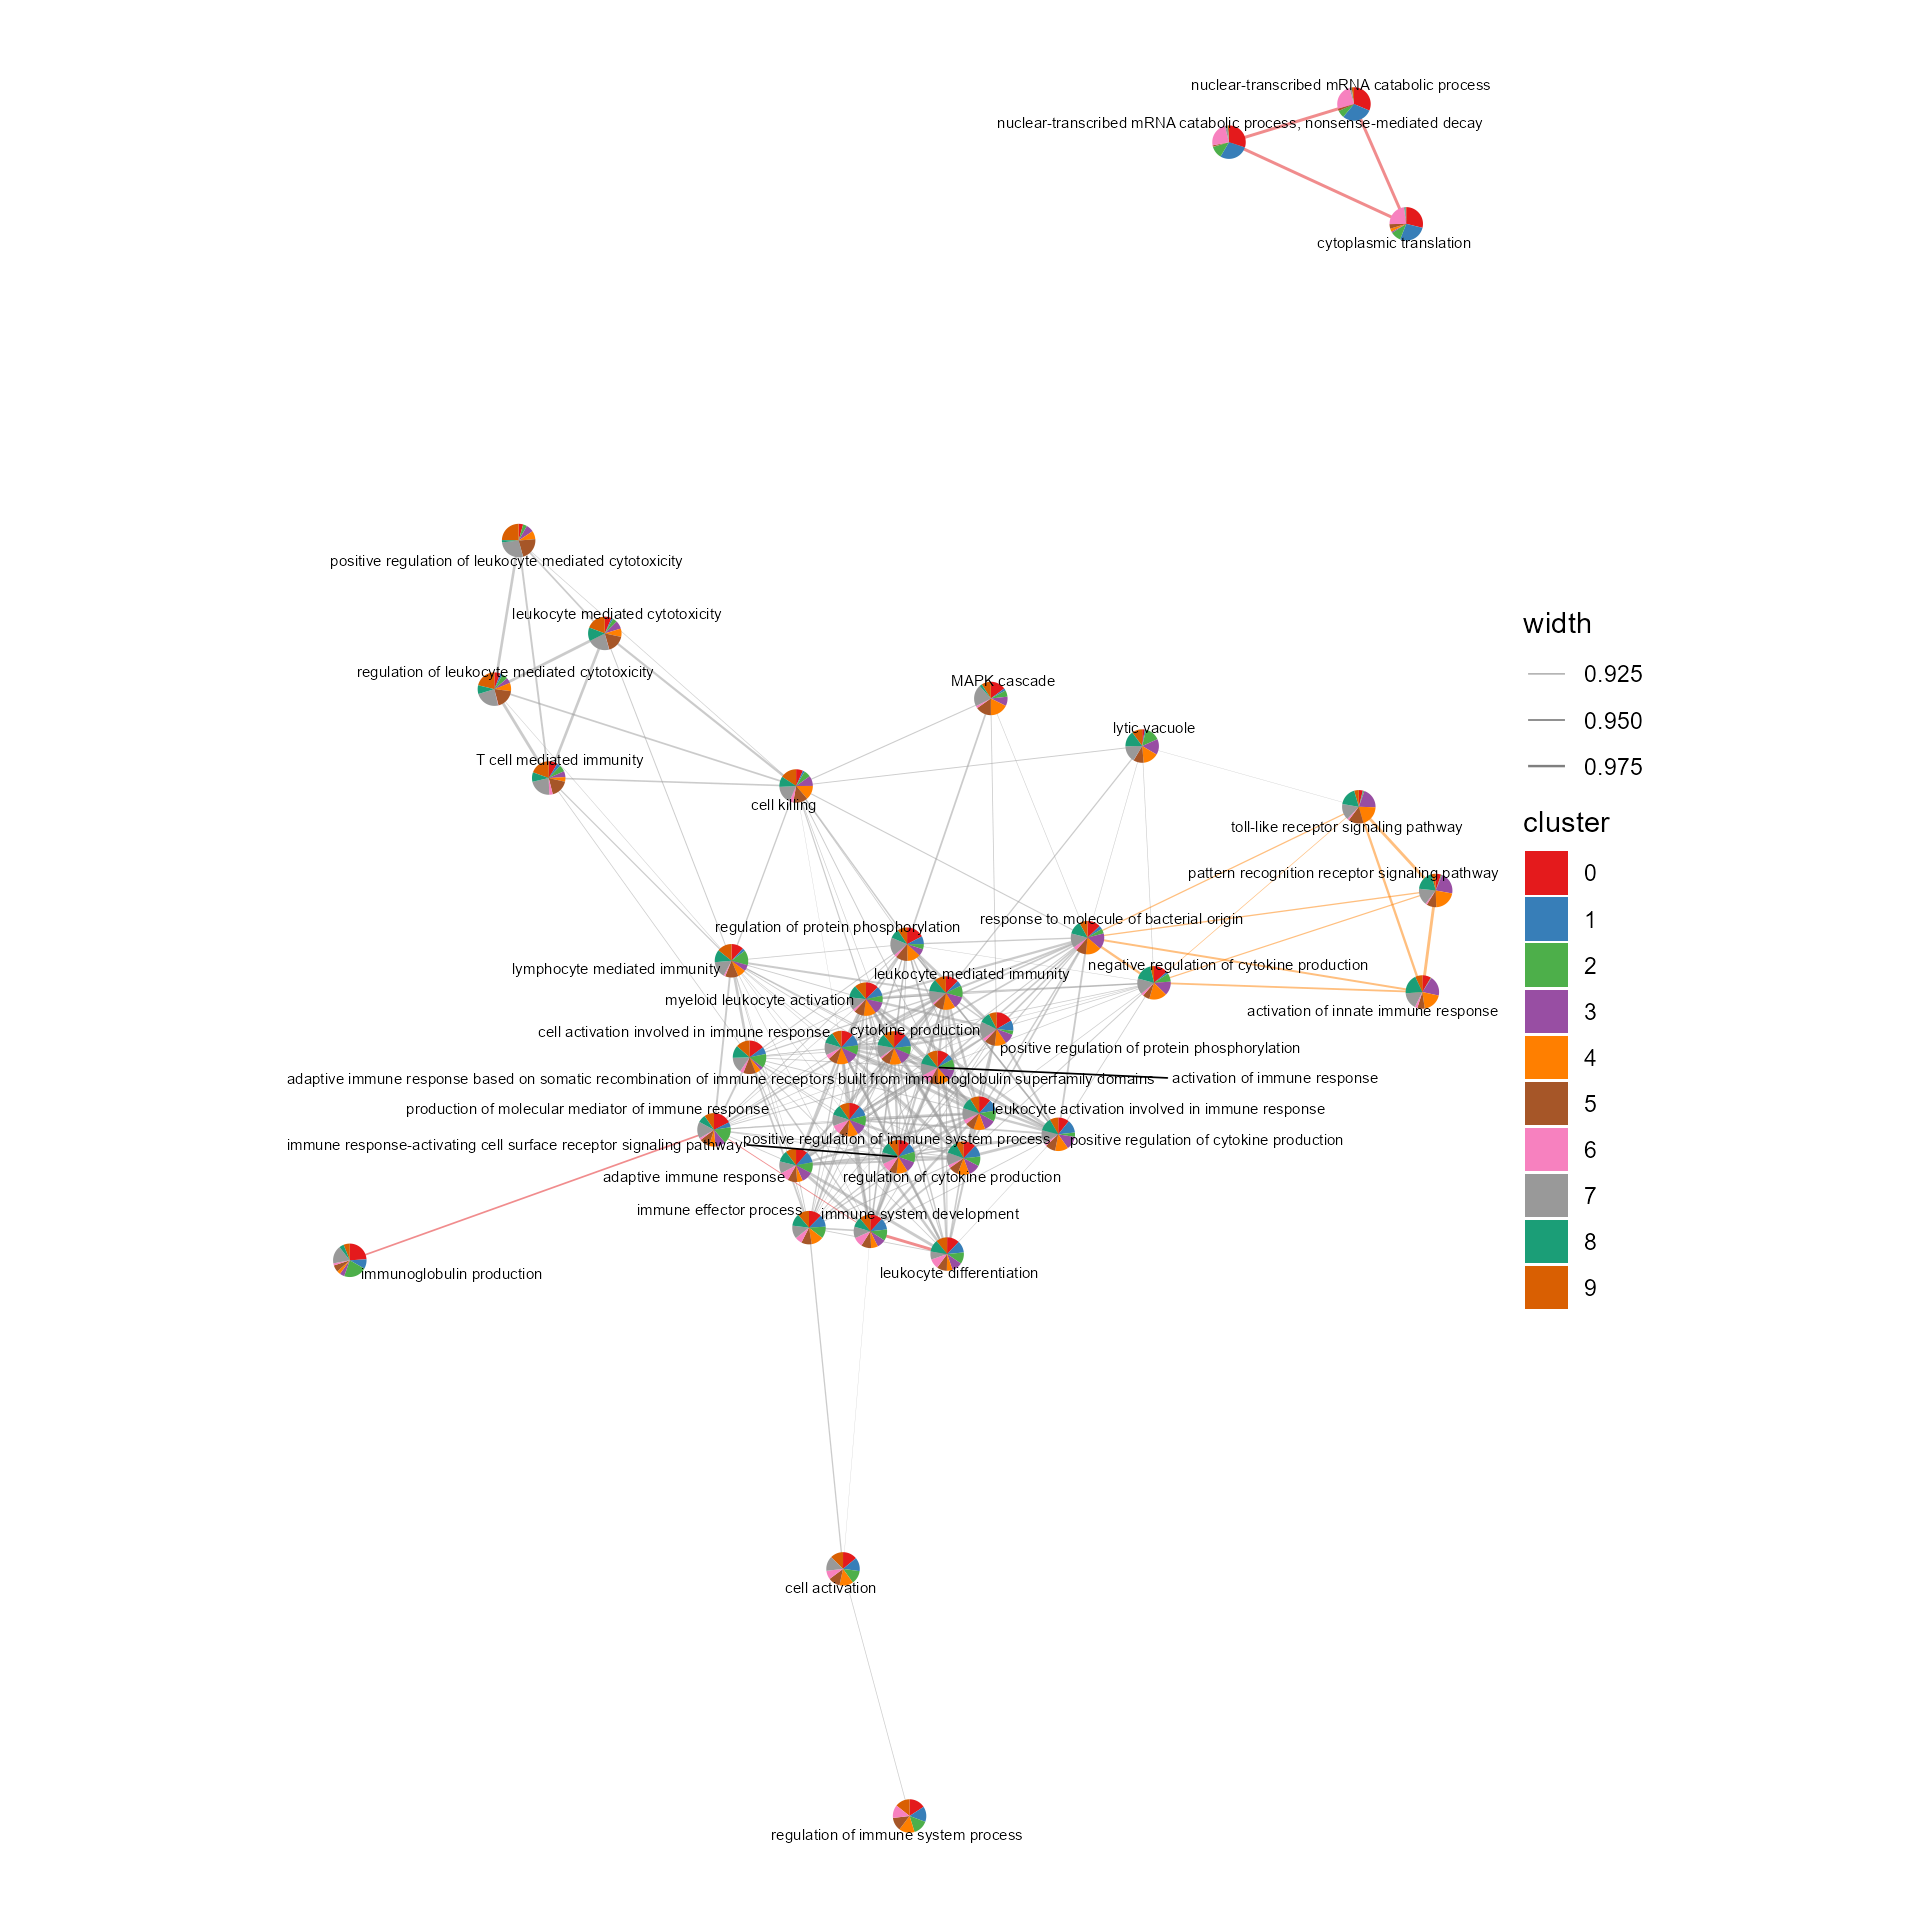 nuclear-transcribed mRNA catabolic process
nuclear-transcribed mRNA catabolic process, nonsense-mediated decay
cytoplasmic translation
positive regulation of leukocyte mediated cytotoxicity
leukocyte mediated cytotoxicity
regulation of leukocyte mediated cytotoxicity
MAPK cascade
lytic vacuole
T cell mediated immunity
cell killing
toll-like receptor signaling pathway
pattern recognition receptor signaling pathway
response to molecule of bacterial origin
regulation of protein phosphorylation
negative regulation of cytokine production
lymphocyte mediated immunity
leukocyte mediated immunity
myeloid leukocyte activation
activation of innate immune response
cell activation involved in immune response
cytokine production
positive regulation of protein phosphorylation
adaptive immune response based on somatic recombination of immune receptors built from immunoglobulin superfamily domains
activation of immune response
production of molecular mediator of immune response
leukocyte activation involved in immune response
immune response-activating cell surface receptor signaling pathway
positive regulation of immune system process
positive regulation of cytokine production
adaptive immune response
regulation of cytokine production
immune effector process
immune system development
immunoglobulin production
leukocyte differentiation
cell activation
regulation of immune system process
width
0.925
0.950
0.975
cluster
0
1
2
3
4
5
6
7
8
9